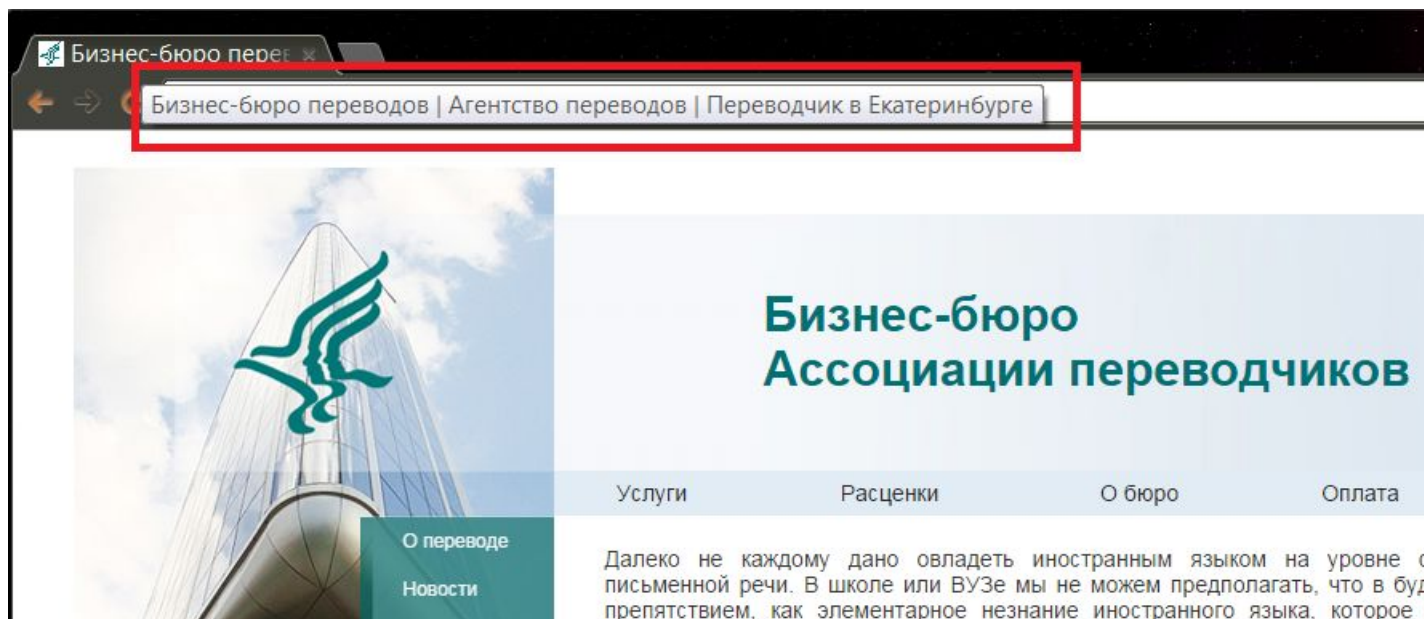 Бизнес-бюро перев
Бизнес-бюро переводов | Агентство переводов | Переводчик в Екатеринбурге
Бизнес-бюро
Ассоциации переводчиков
Услуги Расценки О бюро Оплата
О переводе
Новости
Далеко не каждому дано овладеть иностранным языком на уровне
письменной речи. В школе или ВУЗе мы не можем предполагать, что в буд
препятствием, как элементарное незнание иностранного языка, которое